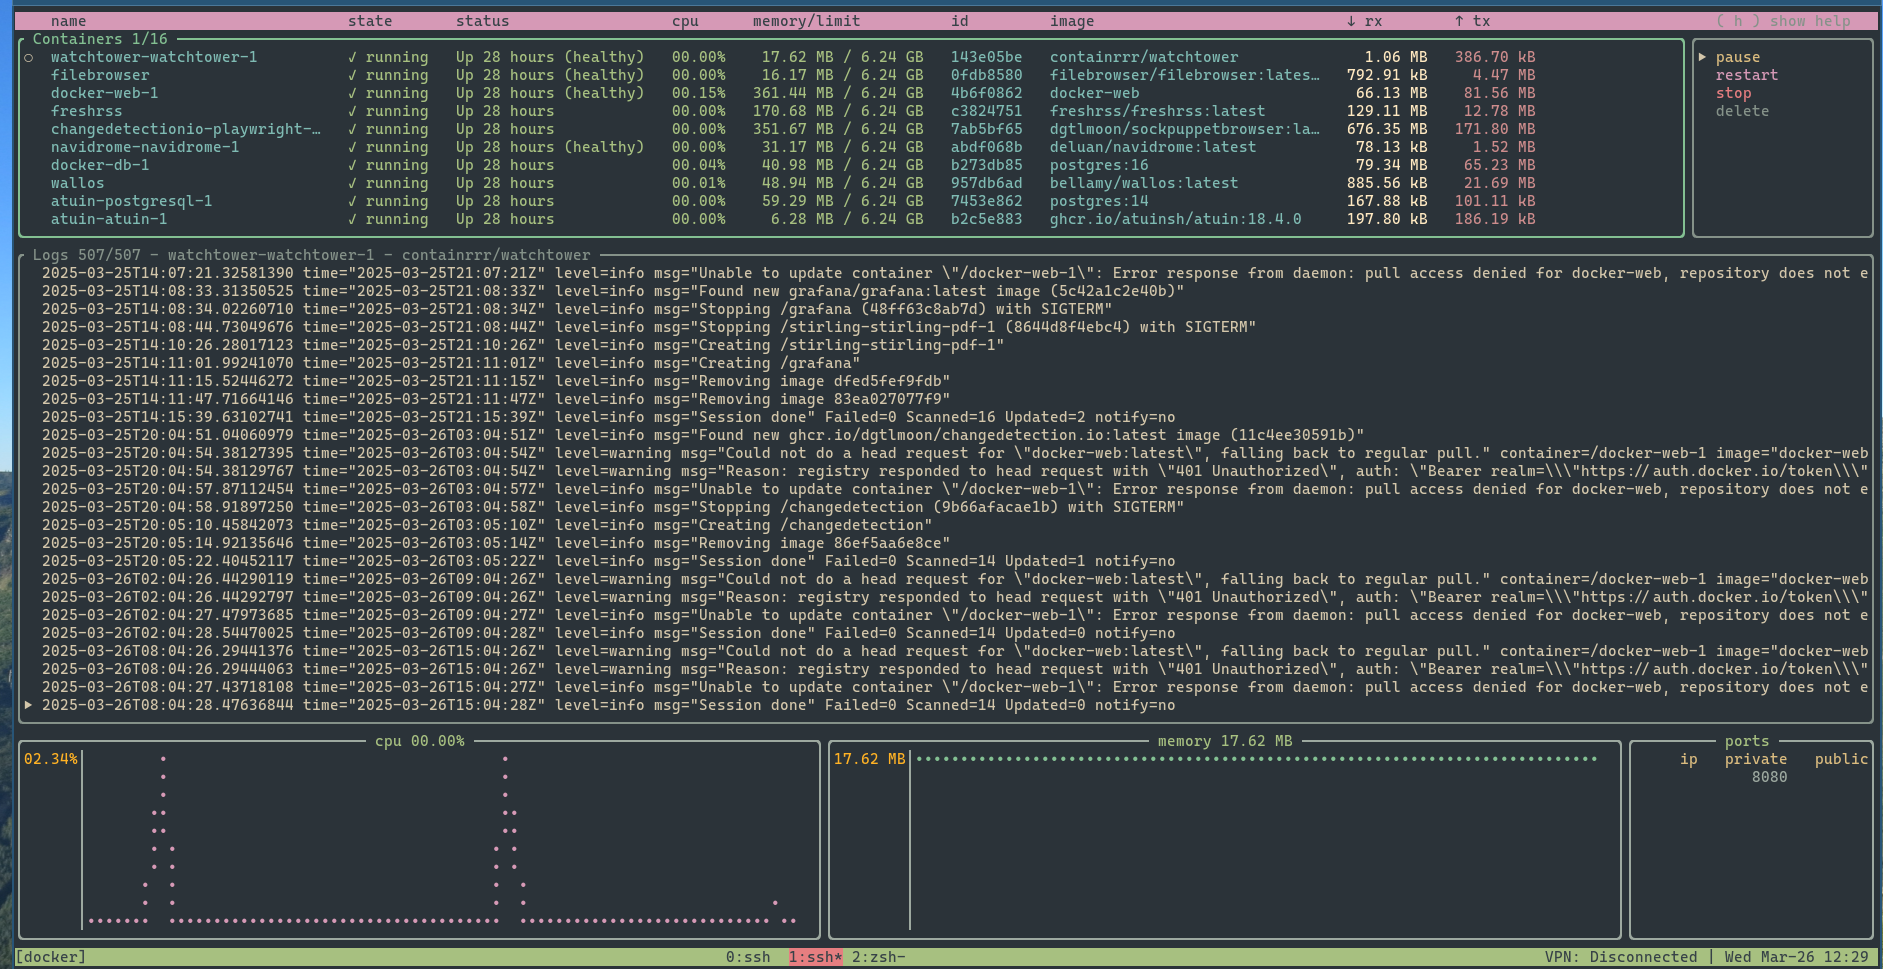 name state status cpu memory/limit id image ↓ rx ↑ tx ( h ) show help
Containers 1/16
○ watchtower-watchtower-1 ✓ running Up 28 hours (healthy) 00.00% 17.62 MB / 6.24 GB 143e05be containrrr/watchtower 1.06 MB 386.70 kB
filebrowser ✓ running Up 28 hours (healthy) 00.00% 16.17 MB / 6.24 GB 0fdb8580 filebrowser/filebrowser:lates… 792.91 kB 4.47 MB
docker-web-1 ✓ running Up 28 hours (healthy) 00.15% 361.44 MB / 6.24 GB 4b6f0862 docker-web 66.13 MB 81.56 MB
freshrss ✓ running Up 28 hours 00.00% 170.68 MB / 6.24 GB c3824751 freshrss/freshrss:latest 129.11 MB 12.78 MB
changedetectionio-playwright-… ✓ running Up 28 hours 00.00% 351.67 MB / 6.24 GB 7ab5bf65 dgtlmoon/sockpuppetbrowser:la… 676.35 MB 171.80 MB
navidrome-navidrome-1 ✓ running Up 28 hours (healthy) 00.00% 31.17 MB / 6.24 GB abdf068b deluan/navidrome:latest 78.13 kB 1.52 MB
docker-db-1 ✓ running Up 28 hours 00.04% 40.98 MB / 6.24 GB b273db85 postgres:16 79.34 MB 65.23 MB
wallos ✓ running Up 28 hours 00.01% 48.94 MB / 6.24 GB 957db6ad bellamy/wallos:latest 885.56 kB 21.69 MB
atuin-postgresql-1 ✓ running Up 28 hours 00.00% 59.29 MB / 6.24 GB 7453e862 postgres:14 167.88 kB 101.11 kB
atuin-atuin-1 ✓ running Up 28 hours 00.00% 6.28 MB / 6.24 GB b2c5e883 ghcr.io/atuinsh/atuin:18.4.0 197.80 kB 186.19 kB
▶ pause
restart
stop
delete
Logs 507/507 - watchtower-watchtower-1 - containrrr/watchtower
2025-03-25T14:07:21.32581390 time="2025-03-25T21:07:21Z" level=info msg="Unable to update container \"/docker-web-1\": Error response from daemon: pull access denied for docker-web, repository does not e
2025-03-25T14:08:33.31350525 time="2025-03-25T21:08:33Z" level=info msg="Found new grafana/grafana:latest image (5c42a1c2e40b)"
2025-03-25T14:08:34.02260710 time="2025-03-25T21:08:34Z" level=info msg="Stopping /grafana (48ff63c8ab7d) with SIGTERM"
2025-03-25T14:08:44.73049676 time="2025-03-25T21:08:44Z" level=info msg="Stopping /stirling-stirling-pdf-1 (8644d8f4ebc4) with SIGTERM"
2025-03-25T14:10:26.28017123 time="2025-03-25T21:10:26Z" level=info msg="Creating /stirling-stirling-pdf-1"
2025-03-25T14:11:01.99241070 time="2025-03-25T21:11:01Z" level=info msg="Creating /grafana"
2025-03-25T14:11:15.52446272 time="2025-03-25T21:11:15Z" level=info msg="Removing image dfed5fef9fdb"
2025-03-25T14:11:47.71664146 time="2025-03-25T21:11:47Z" level=info msg="Removing image 83ea027077f9"
2025-03-25T14:15:39.63102741 time="2025-03-25T21:15:39Z" level=info msg="Session done" Failed=0 Scanned=16 Updated=2 notify=no
2025-03-25T20:04:51.04060979 time="2025-03-26T03:04:51Z" level=info msg="Found new ghcr.io/dgtlmoon/changedetection.io:latest image (11c4ee30591b)"
2025-03-25T20:04:54.38127395 time="2025-03-26T03:04:54Z" level=warning msg="Could not do a head request for \"docker-web:latest\", falling back to regular pull." container=/docker-web-1 image="docker-web
2025-03-25T20:04:54.38129767 time="2025-03-26T03:04:54Z" level=warning msg="Reason: registry responded to head request with \"401 Unauthorized\", auth: \"Bearer realm=\\\"https://auth.docker.io/token\\\"
2025-03-25T20:04:57.87112454 time="2025-03-26T03:04:57Z" level=info msg="Unable to update container \"/docker-web-1\": Error response from daemon: pull access denied for docker-web, repository does not e
2025-03-25T20:04:58.91897250 time="2025-03-26T03:04:58Z" level=info msg="Stopping /changedetection (9b66afacae1b) with SIGTERM"
2025-03-25T20:05:10.45842073 time="2025-03-26T03:05:10Z" level=info msg="Creating /changedetection"
2025-03-25T20:05:14.92135646 time="2025-03-26T03:05:14Z" level=info msg="Removing image 86ef5aa6e8ce"
2025-03-25T20:05:22.40452117 time="2025-03-26T03:05:22Z" level=info msg="Session done" Failed=0 Scanned=14 Updated=1 notify=no
2025-03-26T02:04:26.44290119 time="2025-03-26T09:04:26Z" level=warning msg="Could not do a head request for \"docker-web:latest\", falling back to regular pull." container=/docker-web-1 image="docker-web
2025-03-26T02:04:26.44292797 time="2025-03-26T09:04:26Z" level=warning msg="Reason: registry responded to head request with \"401 Unauthorized\", auth: \"Bearer realm=\\\"https://auth.docker.io/token\\\"
2025-03-26T02:04:27.47973685 time="2025-03-26T09:04:27Z" level=info msg="Unable to update container \"/docker-web-1\": Error response from daemon: pull access denied for docker-web, repository does not e
2025-03-26T02:04:28.54470025 time="2025-03-26T09:04:28Z" level=info msg="Session done" Failed=0 Scanned=14 Updated=0 notify=no
2025-03-26T08:04:26.29441376 time="2025-03-26T15:04:26Z" level=warning msg="Could not do a head request for \"docker-web:latest\", falling back to regular pull." container=/docker-web-1 image="docker-web
2025-03-26T08:04:26.29444063 time="2025-03-26T15:04:26Z" level=warning msg="Reason: registry responded to head request with \"401 Unauthorized\", auth: \"Bearer realm=\\\"https://auth.docker.io/token\\\"
2025-03-26T08:04:27.43718108 time="2025-03-26T15:04:27Z" level=info msg="Unable to update container \"/docker-web-1\": Error response from daemon: pull access denied for docker-web, repository does not e
▶ 2025-03-26T08:04:28.47636844 time="2025-03-26T15:04:28Z" level=info msg="Session done" Failed=0 Scanned=14 Updated=0 notify=no
cpu 00.00%
02.34%
memory 17.62 MB
17.62 MB
ports
ip private public
8080
[docker] 0:ssh 1:ssh* 2:zsh- VPN: Disconnected | Wed Mar-26 12:29